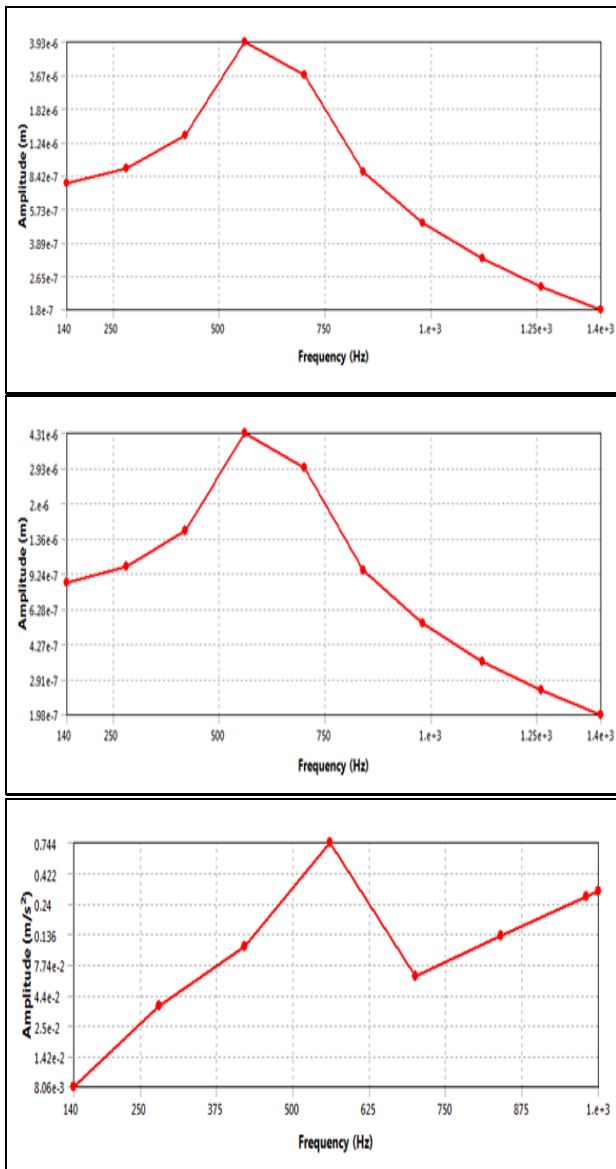 Amplitude (m)
3.93e-6
2.67e-6
1.82e-6
1.24e-6
8.42e-7
5.73e-7
3.89e-7
2.65e-7
1.8e-7
140 250 500 750 1.e+3 1.25e+3 1.4e+3
Frequency (Hz)
Amplitude (m)
4.31e-6
2.93e-6
2.e-6
1.36e-6
9.24e-7
6.28e-7
4.27e-7
2.91e-7
1.98e-7
140 250 500 750 1.e+3 1.25e+3 1.4e+3
Frequency (Hz)
Amplitude (m/s²)
0.744
0.422
0.24
0.136
7.74e-2
4.4e-2
2.5e-2
1.42e-2
8.06e-3
140 250 375 500 625 750 875 1.e+3
Frequency (Hz)